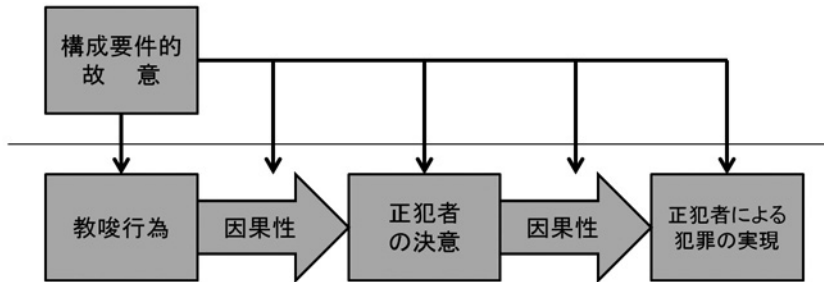 構成要件的
故 意
教唆行為
因果性
正犯者
の決意
因果性
正犯者による
犯罪の実現